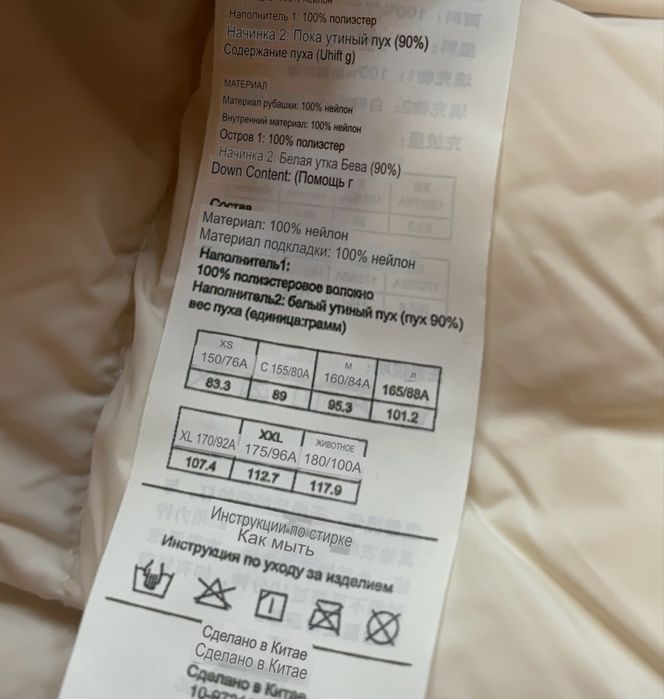 Наполнитель 1: 100% полиэстер
Начинка 2: Пока утиный пух (90%)
Содержание пуха (Uhift g)
МАТЕРИАЛ
Материал рубашки: 100% нейлон
Внутренний материал: 100% нейлон
Остров 1: 100% полиэстер
Начинка 2: Белая утка Бева (90%)
Down Content: (Помощь г
Состав
Материал: 100% нейлон
Материал подкладки: 100% нейлон
Наполнитель1:
100% полиэстеровое волокно
Наполнитель2: белый утиный пух (пух 90%)
вес пуха (единица:грамм)
XS 150/76A
С 155/80A
М 160/84A
л 165/88A
83.3 89 95.3 101.2
XL 170/92A
XXL 175/96A
ЖИВОТНОЕ 180/100A
107.4 112.7 117.9
Инструкции по стирке
Как мыть
Инструкция по уходу за изделием
Сделано в Китае
Сделано в Китае
Сделано в Китае